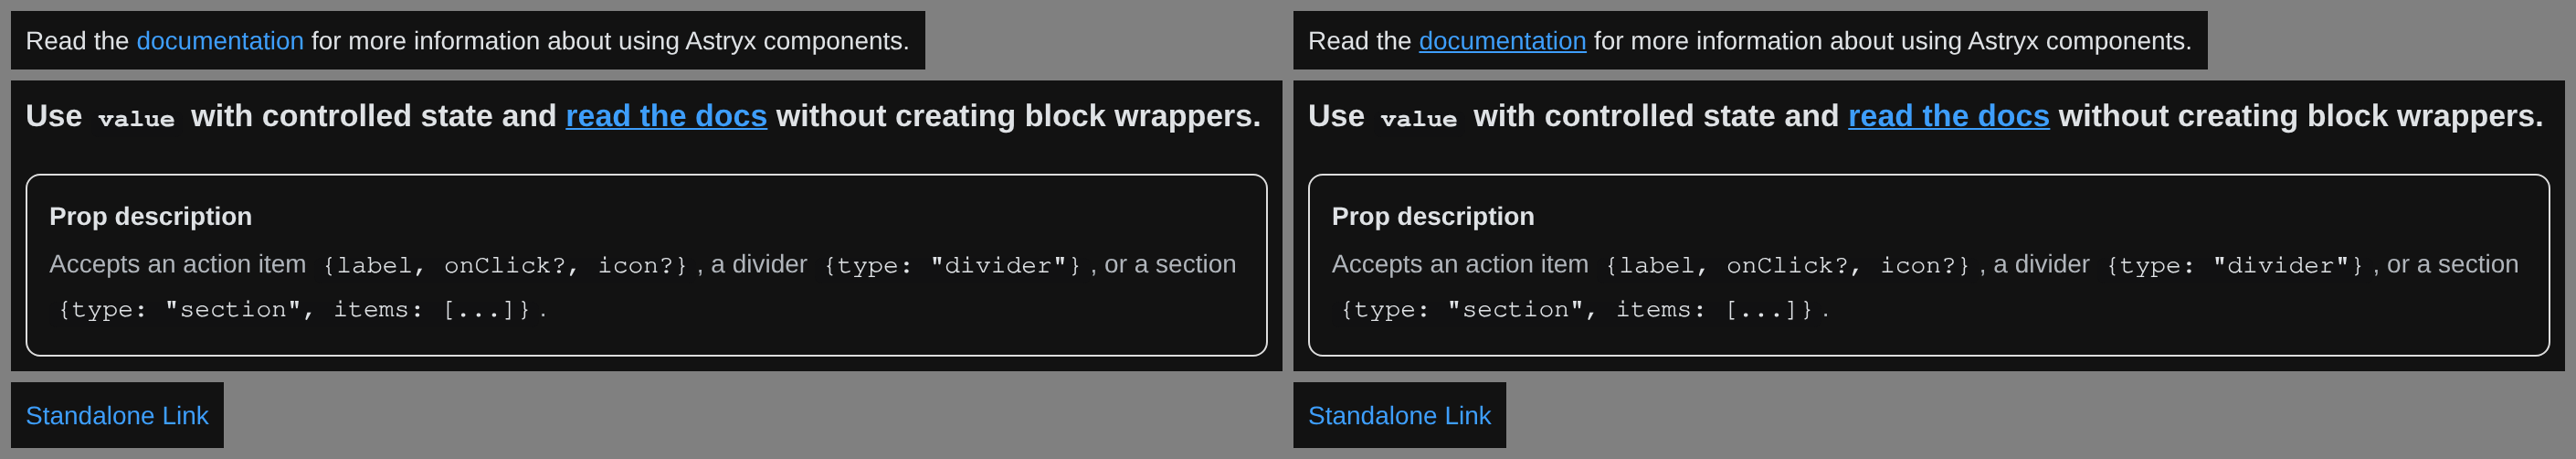 Read the documentation for more information about using Astryx components.
Use value with controlled state and read the docs without creating block wrappers.
Prop description
Accepts an action item {label, onClick?, icon?}, a divider {type: "divider"}, or a section
{type: "section", items: [...]}.
Standalone Link
Read the documentation for more information about using Astryx components.
Use value with controlled state and read the docs without creating block wrappers.
Prop description
Accepts an action item {label, onClick?, icon?}, a divider {type: "divider"}, or a section
{type: "section", items: [...]}.
Standalone Link